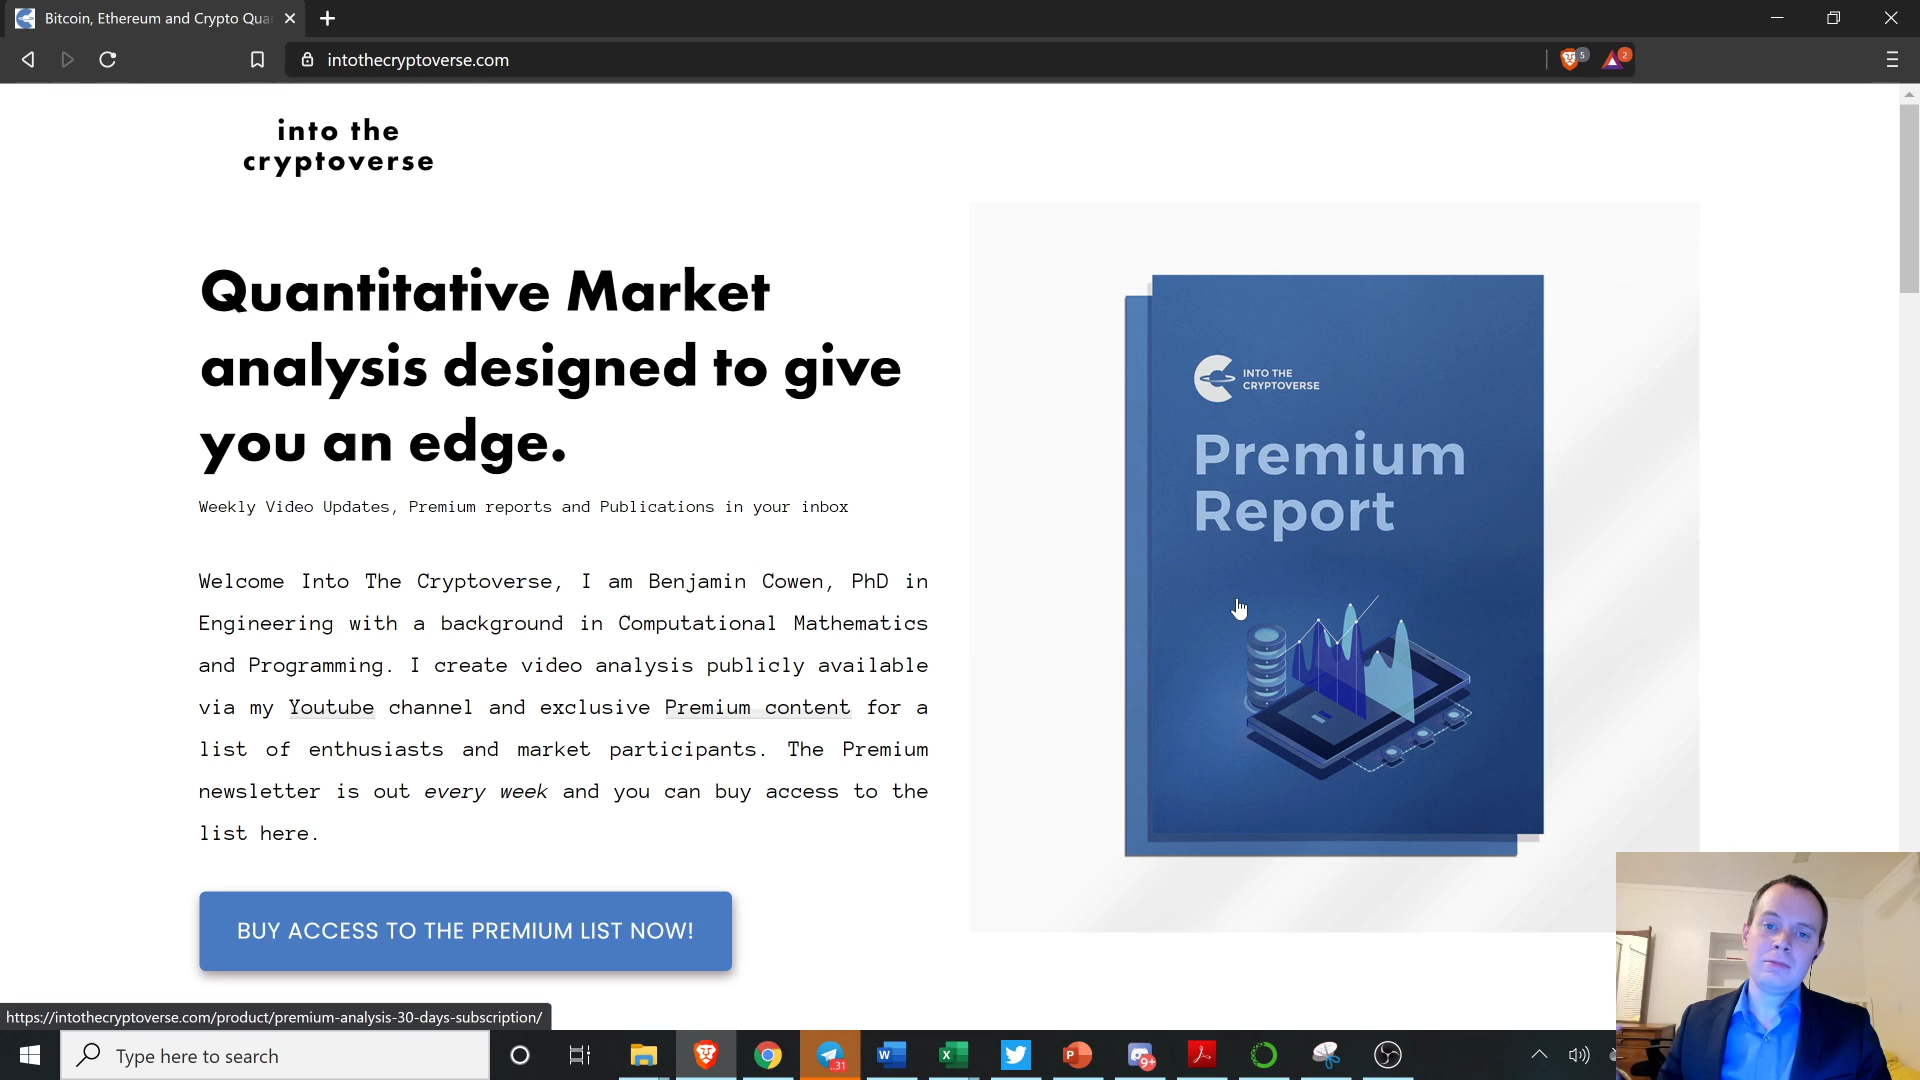 Bitcoin, Ethereum and Crypto Qua
intothecryptoverse.com
5
2
into the
cryptoverse
Quantitative Market
analysis designed to give
you an edge.
Weekly Video Updates, Premium reports and Publications in your inbox
Welcome Into The Cryptoverse, I am Benjamin Cowen, PhD in
Engineering with a background in Computational Mathematics
and Programming. I create video analysis publicly available
via my Youtube channel and exclusive Premium content for a
list of enthusiasts and market participants. The Premium
newsletter is out every week and you can buy access to the
list here.
BUY ACCESS TO THE PREMIUM LIST NOW!
INTO THE
CRYPTOVERSE
Premium
Report
https://intothecryptoverse.com/product/premium-analysis-30-days-subscription/
Type here to search
..31
W
X
P
9+